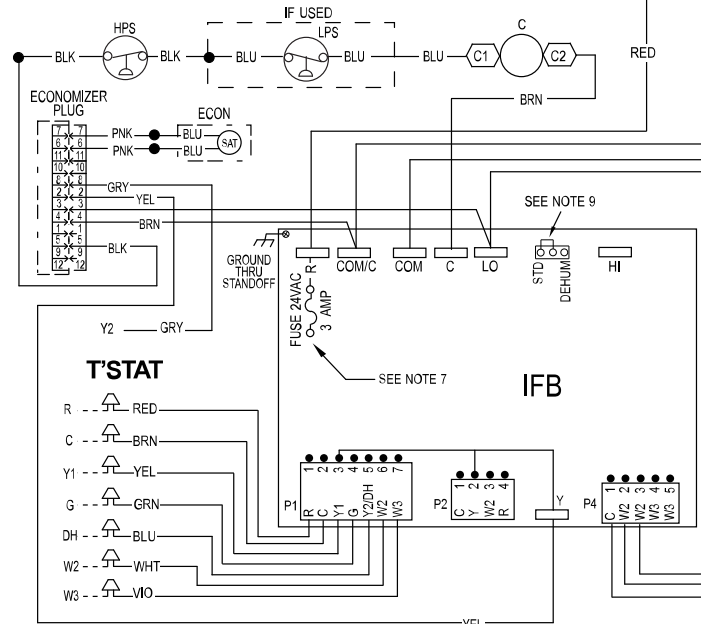 IF USED
HPS
LPS
C
BLK
BLK
BLU
BLU
BLU
C1
C2
RED
BRN
ECONOMIZER
PLUG
ECON
7 7
6 6
11 11
10 10
8 8
2 2
3 3
4 4
1 1
5 5
9 9
12 12
PNK
BLU
PNK
BLU
SAT
GRY
YEL
BRN
BLK
SEE NOTE 9
GROUND
THRU
STANDOFF
R
COM/C
COM
C
LO
STD
DEHUM
HI
FUSE 24VAC
3 AMP
Y2
GRY
SEE NOTE 7
T'STAT
IFB
R
RED
C
BRN
Y1
YEL
G
GRN
DH
BLU
W2
WHT
W3
VIO
P1
1 2 3 4 5 6 7
R C Y1 G Y2/DH W2 W3
P2
1 2 3 4
C Y W2 R
Y
P4
1 2 3 4 5
C W2 W2 W3 W3
YEL